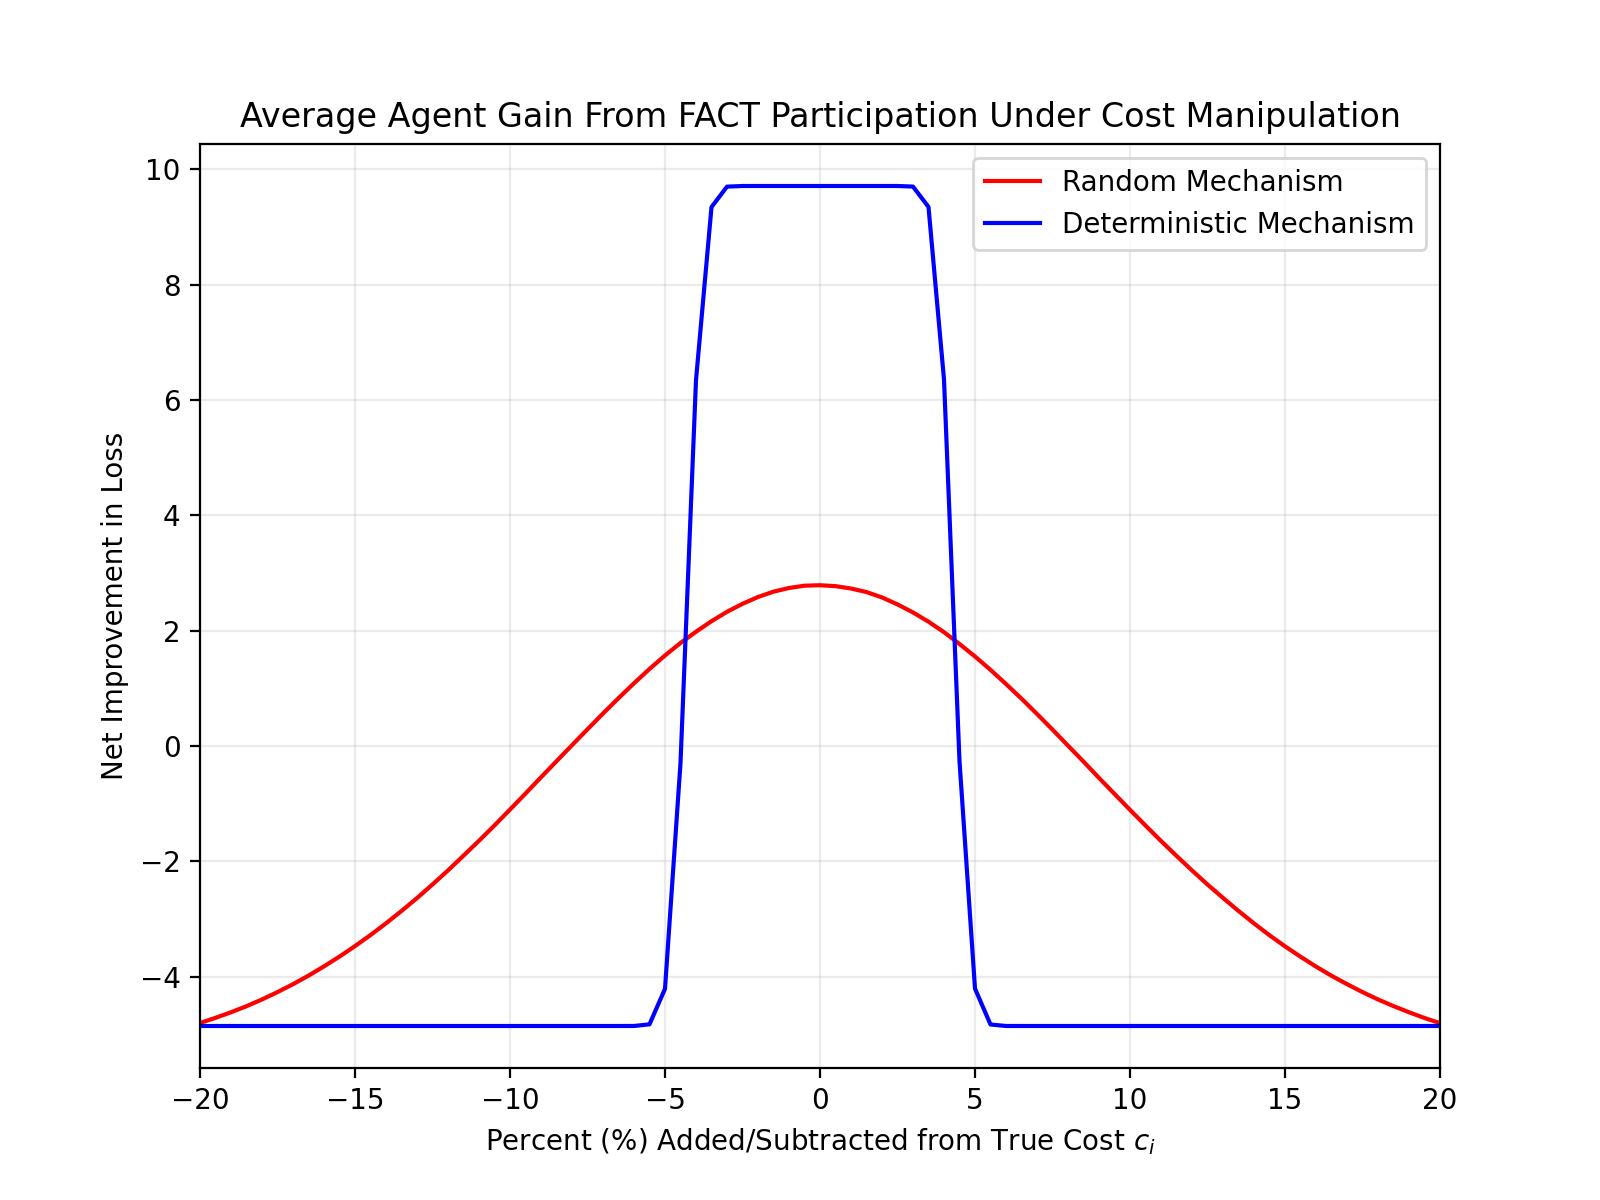 Average Agent Gain From FACT Participation Under Cost Manipulation
Random Mechanism
Deterministic Mechanism
Net Improvement in Loss
10
8
6
4
2
0
−2
−4
−20 −15 −10 −5 0 5 10 15 20
Percent (%) Added/Subtracted from True Cost cᵢ